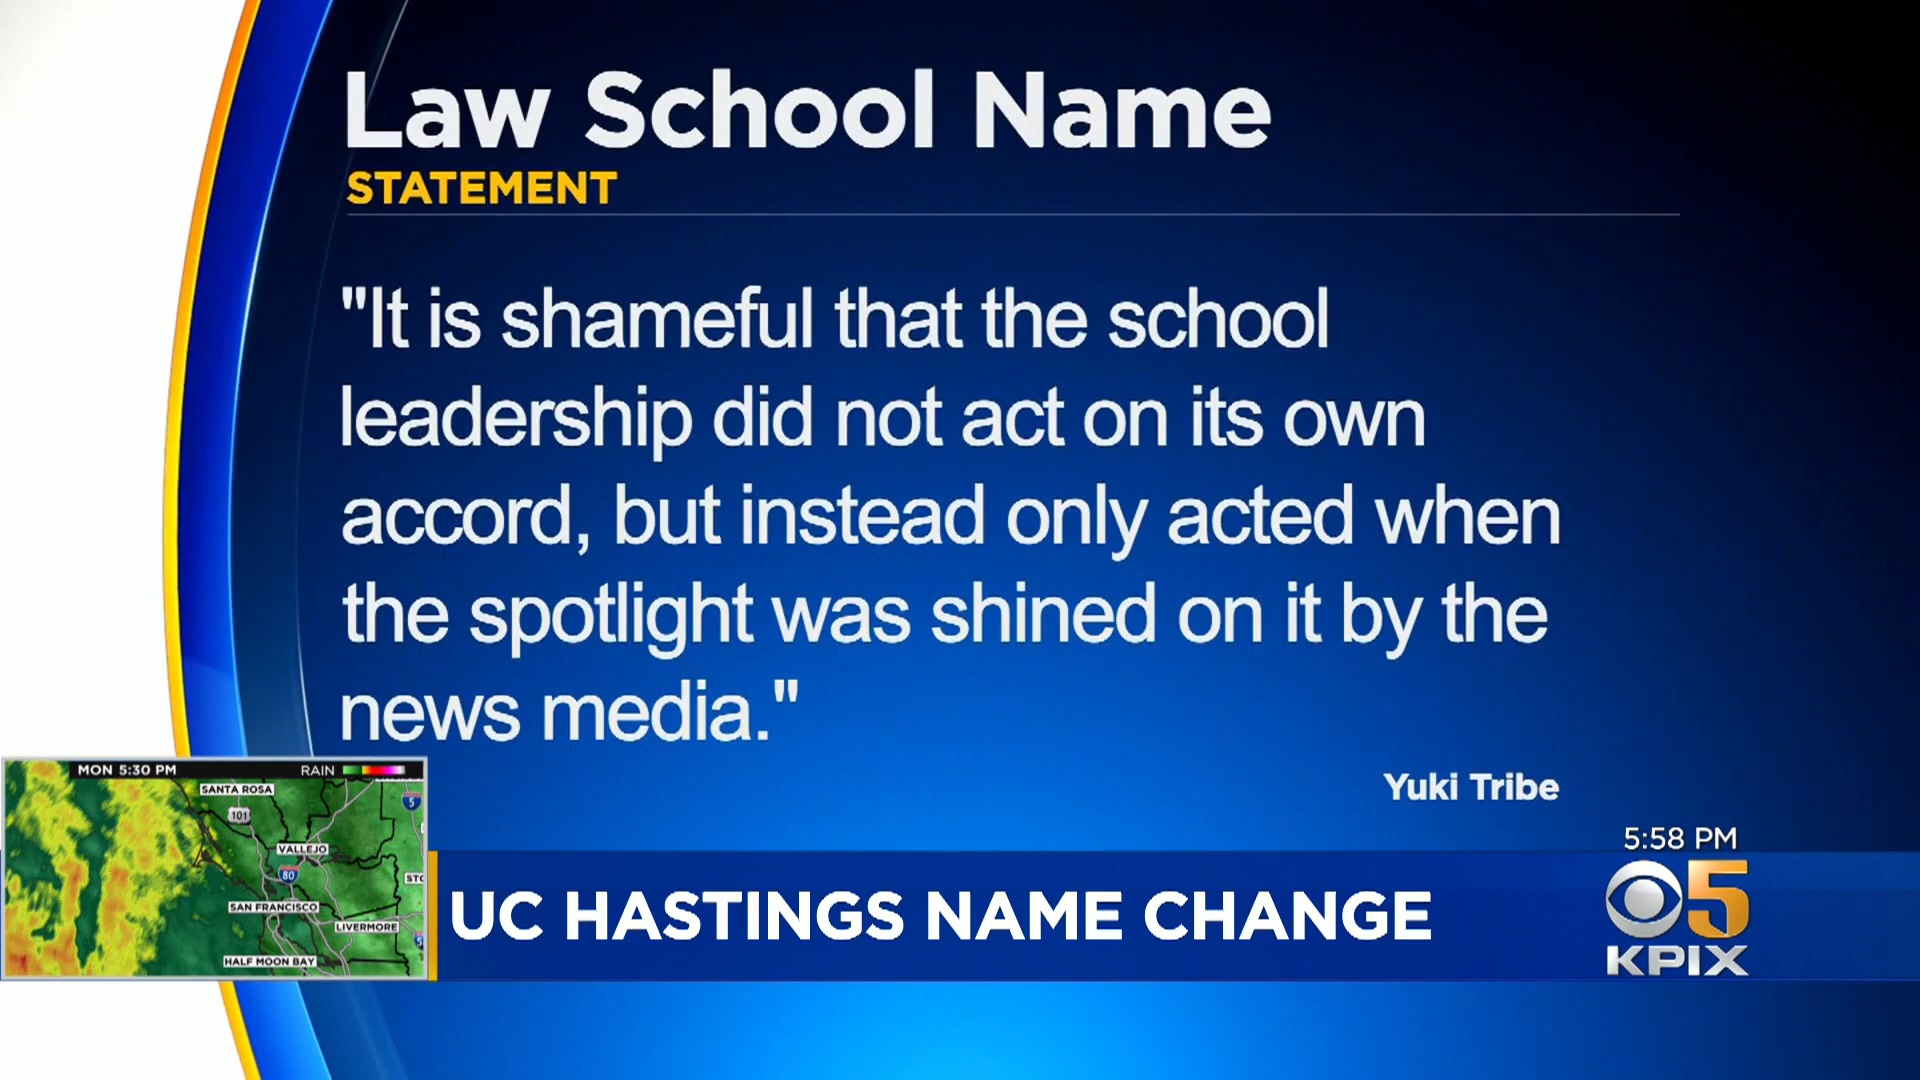 Law School Name
STATEMENT
"It is shameful that the school
leadership did not act on its own
accord, but instead only acted when
the spotlight was shined on it by the
news media."
Yuki Tribe
MON 5:30 PM
RAIN
SANTA ROSA
101
5
VALLEJO
80
STO
SAN FRANCISCO
LIVERMORE
5
HALF MOON BAY
UC HASTINGS NAME CHANGE
5:58 PM
5
KPIX